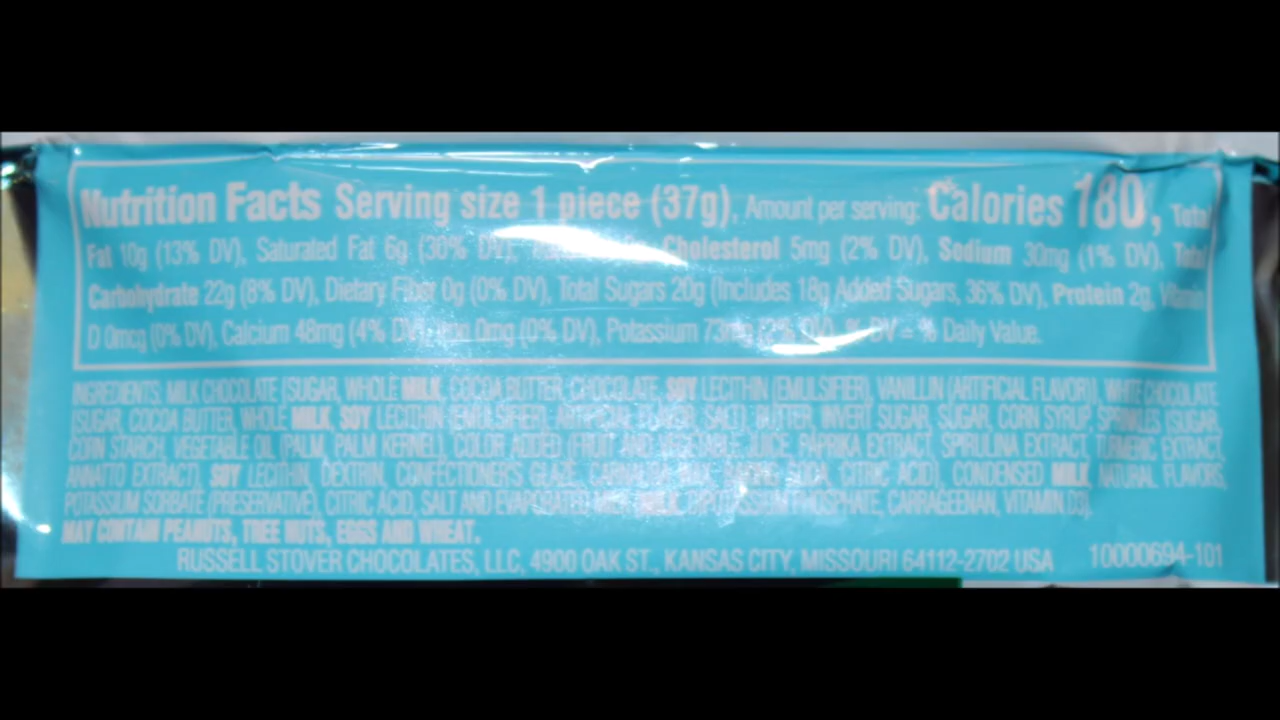 Nutrition Facts Serving size 1 piece (37g), Amount per serving: Calories 180, Total
Fat 10g (13% DV), Saturated Fat 6g (30% DV), Cholesterol 5mg (2% DV), Sodium 30mg (1% DV), Total
Carbohydrate 22g (8% DV), Dietary Fiber 0g (0% DV), Total Sugars 20g (Includes 18g Added Sugars, 36% DV), Protein 2g, Vitamin
D 0mcg (0% DV), Calcium 48mg (4% DV), Iron 0mg (0% DV), Potassium 73mg (2% DV). % DV = % Daily Value.
INGREDIENTS: MILK CHOCOLATE (SUGAR, WHOLE MILK, COCOA BUTTER, CHOCOLATE, SOY LECITHIN (EMULSIFIER), VANILLIN (ARTIFICIAL FLAVOR)), WHITE CHOCOLATE
(SUGAR, COCOA BUTTER, WHOLE MILK, SOY LECITHIN (EMULSIFIER), ARTIFICIAL FLAVOR, SALT), BUTTER, INVERT SUGAR, SUGAR, CORN SYRUP, SPRINKLES (SUGAR,
CORN STARCH, VEGETABLE OIL (PALM, PALM KERNEL), COLOR ADDED (FRUIT AND VEGETABLE JUICE, PAPRIKA EXTRACT, SPIRULINA EXTRACT, TURMERIC EXTRACT,
ANNATTO EXTRACT), SOY LECITHIN, DEXTRIN, CONFECTIONER'S GLAZE, CARNAUBA WAX, SODA, CITRIC ACID), CONDENSED MILK, NATURAL FLAVORS,
POTASSIUM SORBATE (PRESERVATIVE), CITRIC ACID, SALT AND EVAPORATED MILK (MILK, DIPOTASSIUM PHOSPHATE, CARRAGEENAN, VITAMIN D3).
MAY CONTAIN PEANUTS, TREE NUTS, EGGS AND WHEAT.
RUSSELL STOVER CHOCOLATES, LLC, 4900 OAK ST., KANSAS CITY, MISSOURI 64112-2702 USA 10000694-101